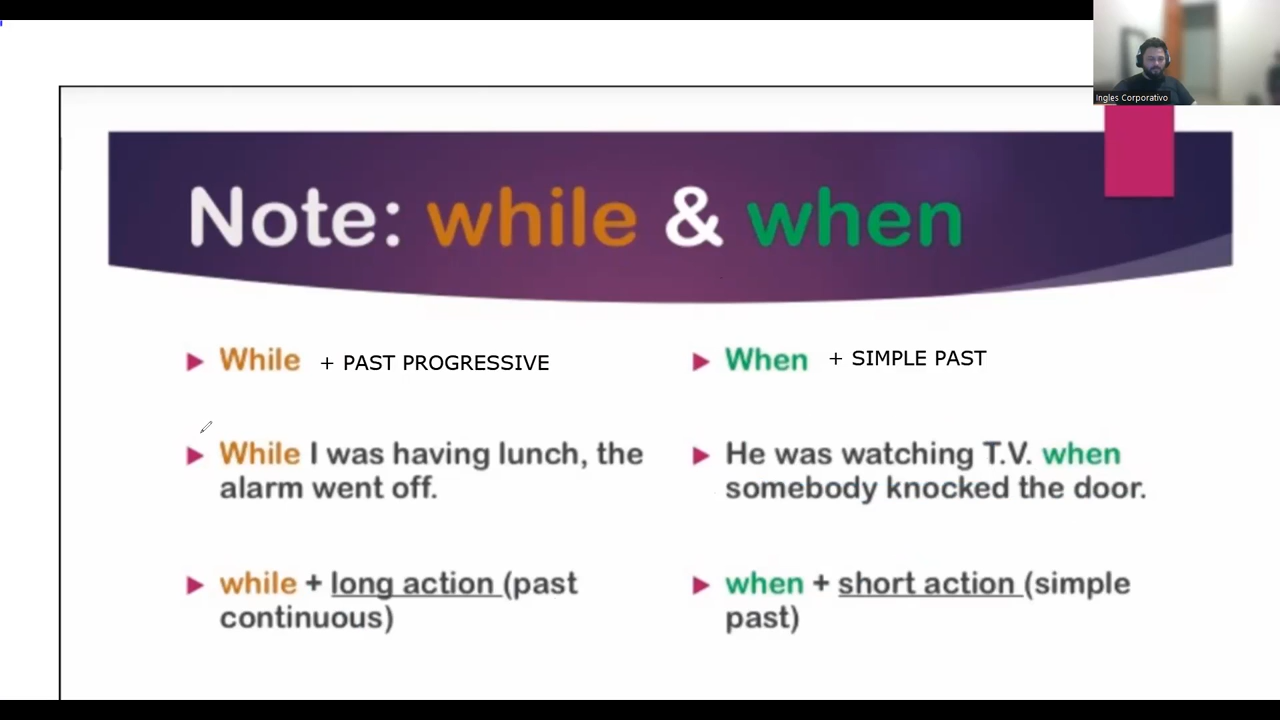 Ingles Corporativo
Note: while & when
While + PAST PROGRESSIVE
While I was having lunch, the
alarm went off.
while + long action (past
continuous)
When + SIMPLE PAST
He was watching T.V. when
somebody knocked the door.
when + short action (simple
past)